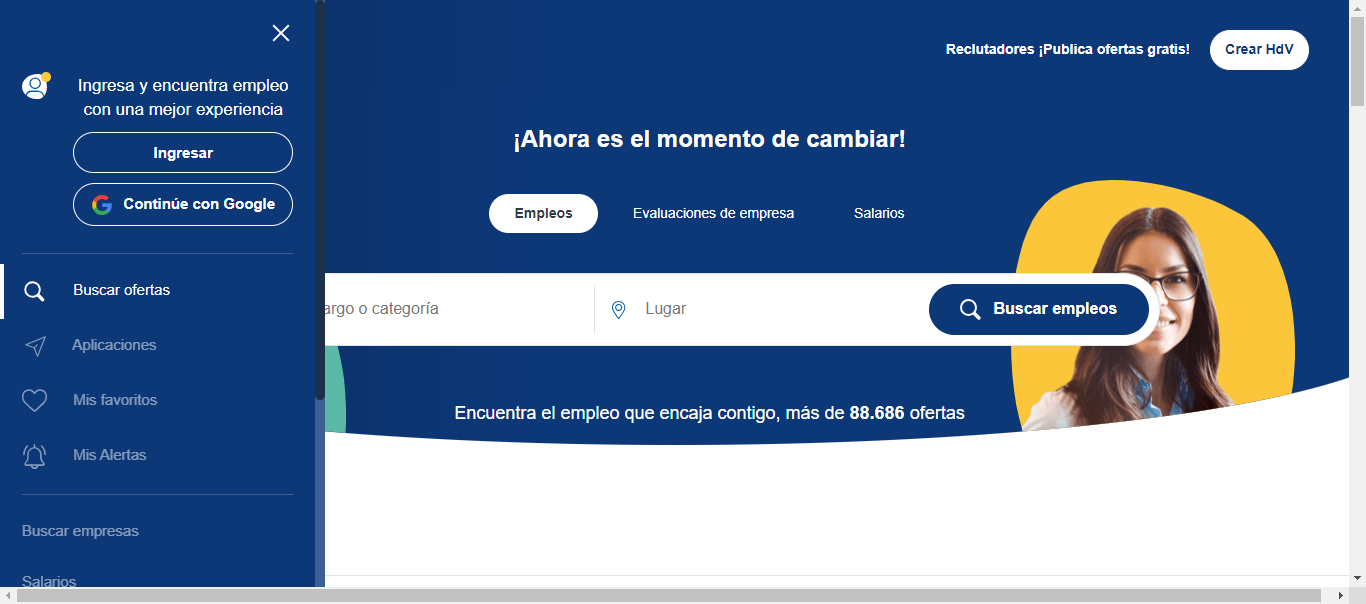 Ingresa y encuentra empleo
con una mejor experiencia
Ingresar
Continúe con Google
Buscar ofertas
Aplicaciones
Mis favoritos
Mis Alertas
Buscar empresas
Salarios
Reclutadores ¡Publica ofertas gratis!
Crear HdV
¡Ahora es el momento de cambiar!
Empleos
Evaluaciones de empresa
Salarios
argo o categoría
Lugar
Buscar empleos
Encuentra el empleo que encaja contigo, más de 88.686 ofertas